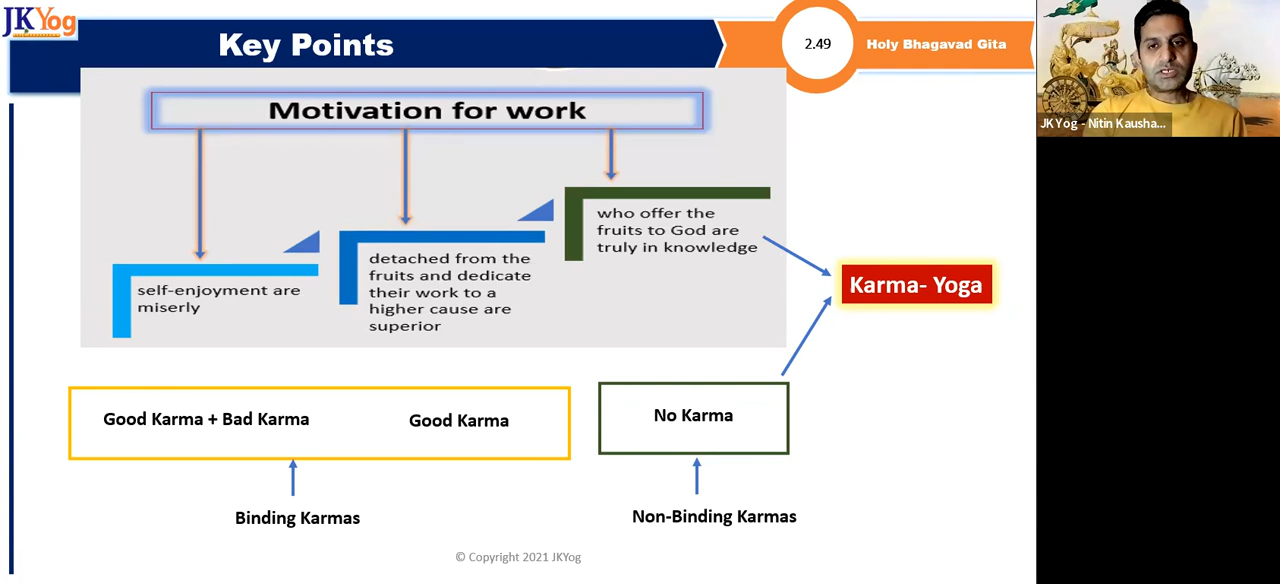 JKYog
Key Points
2.49
Holy Bhagavad Gita
JKYog - Nitin Kausha...
Motivation for work
self-enjoyment are
miserly
detached from the
fruits and dedicate
their work to a
higher cause are
superior
who offer the
fruits to God are
truly in knowledge
Karma- Yoga
Good Karma + Bad Karma
Good Karma
No Karma
Binding Karmas
Non-Binding Karmas
© Copyright 2021 JKYog